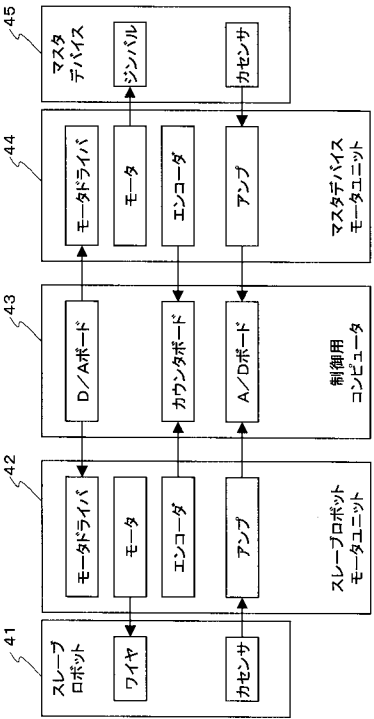 41
42
43
44
45
スレーブ
ロボット
ワイヤ
力センサ
モータドライバ
モータ
エンコーダ
アンプ
スレーブロボット
モータユニット
D/Aボード
カウンタボード
A/Dボード
制御用
コンピュータ
モータドライバ
モータ
エンコーダ
アンプ
マスタデバイス
モータユニット
マスタ
デバイス
ジンバル
力センサ